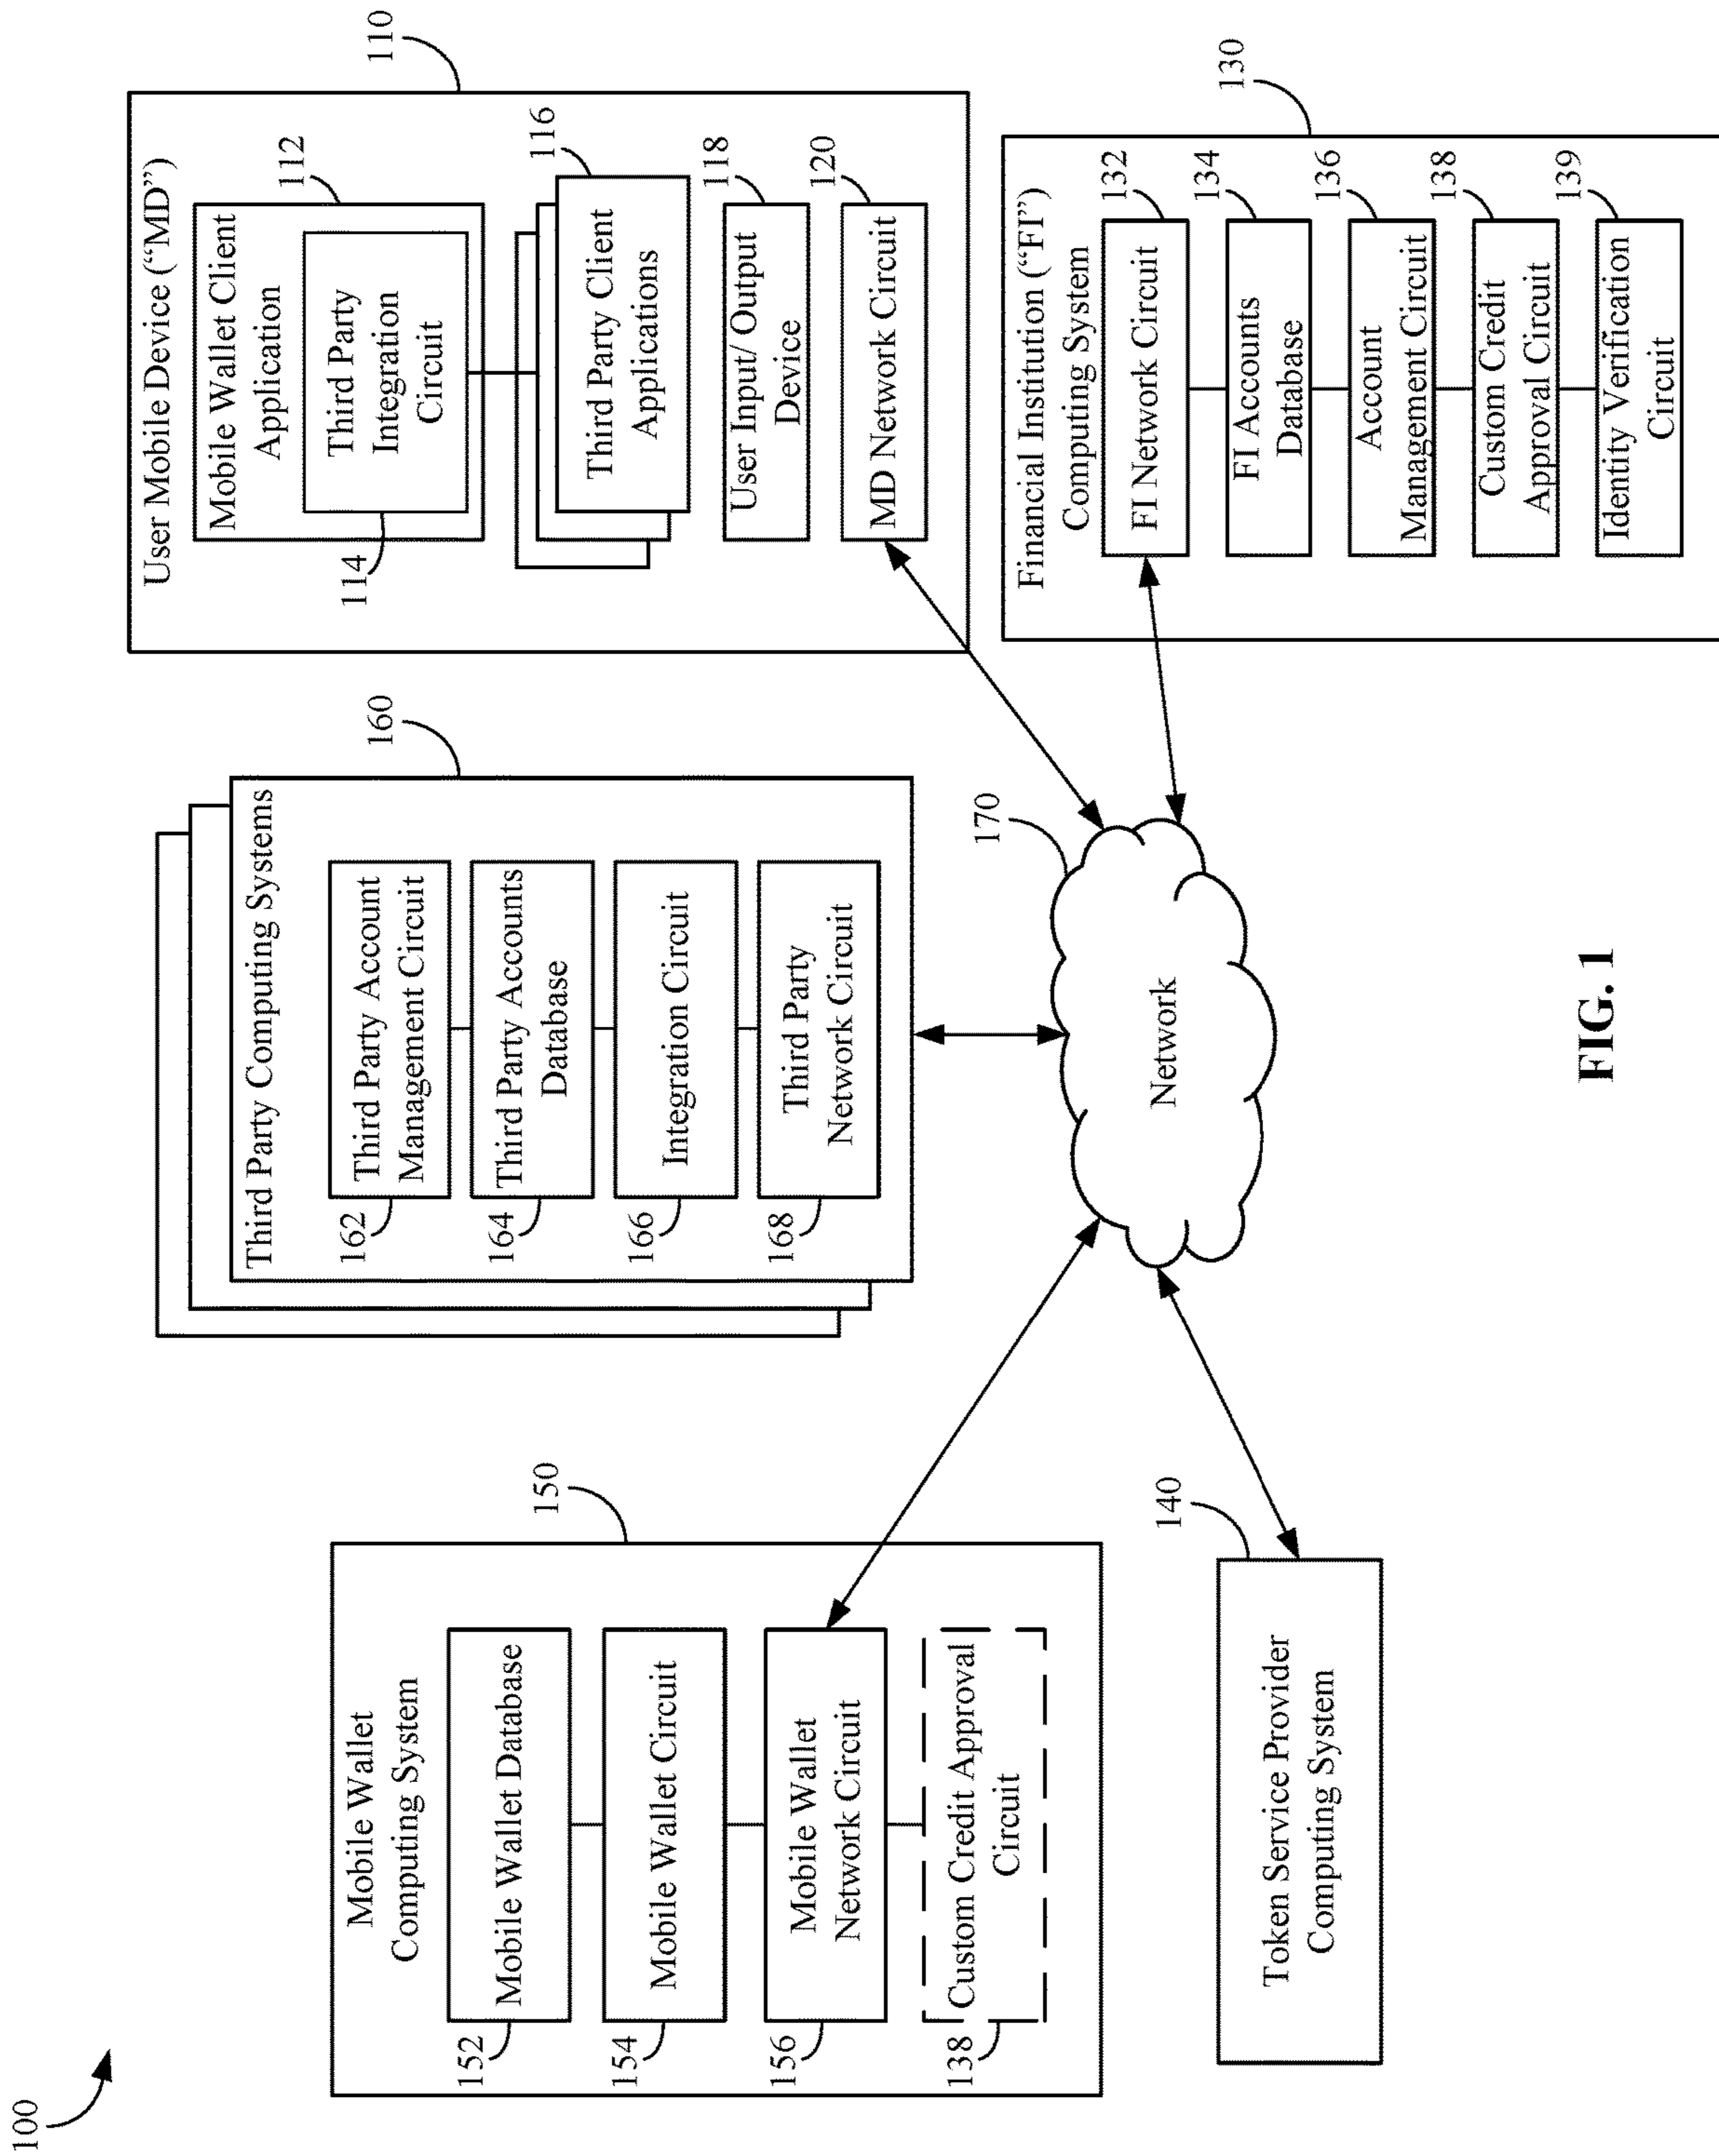 100
Mobile Wallet
Computing System
150
152
Mobile Wallet Database
154
Mobile Wallet Circuit
156
Mobile Wallet
Network Circuit
138
Custom Credit Approval
Circuit
140
Token Service Provider
Computing System
Third Party Computing Systems
160
162
Third Party Account
Management Circuit
164
Third Party Accounts
Database
166
Integration Circuit
168
Third Party
Network Circuit
170
Network
User Mobile Device (“MD”)
110
Mobile Wallet Client
Application
112
Third Party
Integration
Circuit
114
116
Third Party Client
Applications
118
User Input/ Output
Device
120
MD Network Circuit
Financial Institution (“FI”)
Computing System
130
FI Network Circuit
132
FI Accounts
Database
134
Account
Management Circuit
136
Custom Credit
Approval Circuit
138
Identity Verification
Circuit
139
FIG. 1